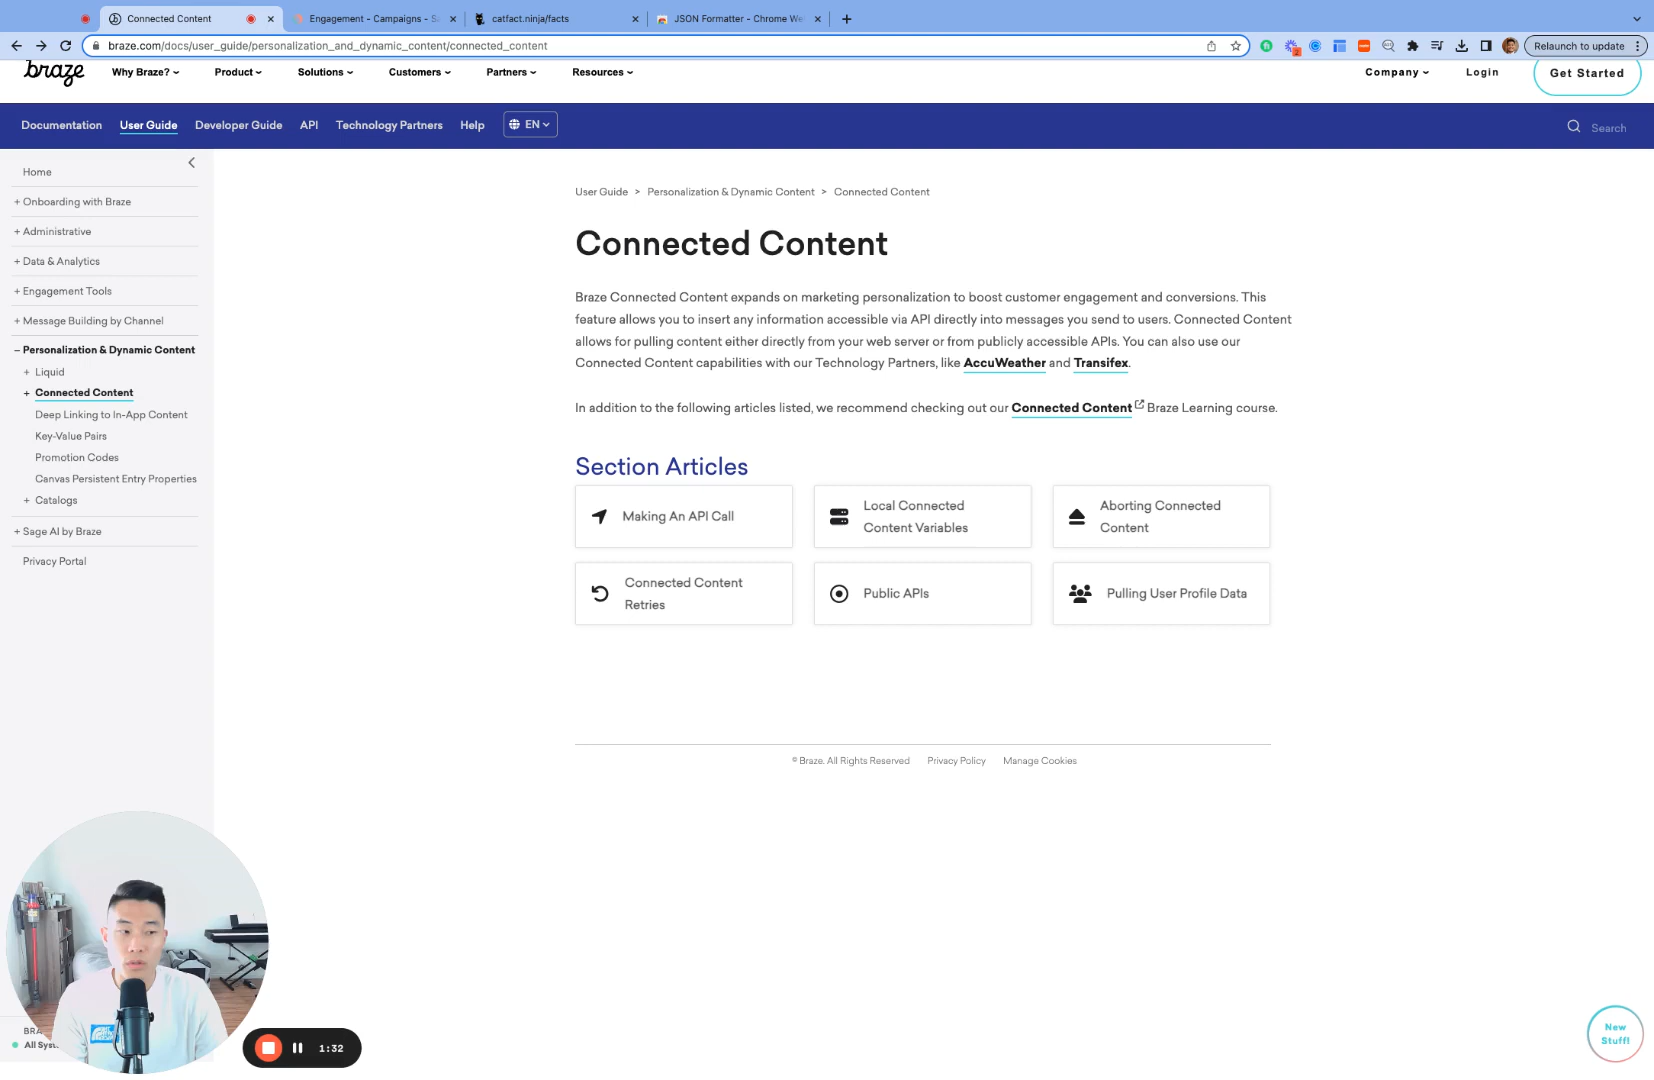 Connected Content
Engagement - Campaigns - S
catfact.ninja/facts
JSON Formatter - Chrome We
braze.com/docs/user_guide/personalization_and_dynamic_content/connected_content
2
Relaunch to update
braze
Why Braze?
Product
Solutions
Customers
Partners
Resources
Company
Login
Get Started
Documentation
User Guide
Developer Guide
API
Technology Partners
Help
EN
Search
Home
+ Onboarding with Braze
+ Administrative
+ Data & Analytics
+ Engagement Tools
+ Message Building by Channel
– Personalization & Dynamic Content
+ Liquid
+ Connected Content
Deep Linking to In-App Content
Key-Value Pairs
Promotion Codes
Canvas Persistent Entry Properties
+ Catalogs
+ Sage AI by Braze
Privacy Portal
User Guide > Personalization & Dynamic Content > Connected Content
Connected Content
Braze Connected Content expands on marketing personalization to boost customer engagement and conversions. This
feature allows you to insert any information accessible via API directly into messages you send to users. Connected Content
allows for pulling content either directly from your web server or from publicly accessible APIs. You can also use our
Connected Content capabilities with our Technology Partners, like AccuWeather and Transifex.
In addition to the following articles listed, we recommend checking out our Connected Content Braze Learning course.
Section Articles
Making An API Call
Local Connected
Content Variables
Aborting Connected
Content
Connected Content
Retries
Public APIs
Pulling User Profile Data
© Braze. All Rights Reserved
Privacy Policy
Manage Cookies
BRA
All Syst
1:32
New
Stuff!